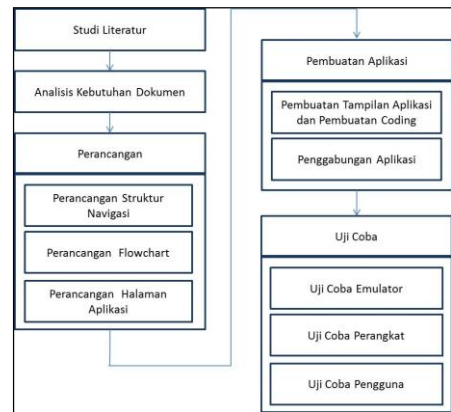 Studi Literatur
Analisis Kebutuhan Dokumen
Perancangan
Perancangan Struktur
Navigasi
Perancangan Flowchart
Perancangan Halaman
Aplikasi
Pembuatan Aplikasi
Pembuatan Tampilan Aplikasi
dan Pembuatan Coding
Penggabungan Aplikasi
Uji Coba
Uji Coba Emulator
Uji Coba Perangkat
Uji Coba Pengguna